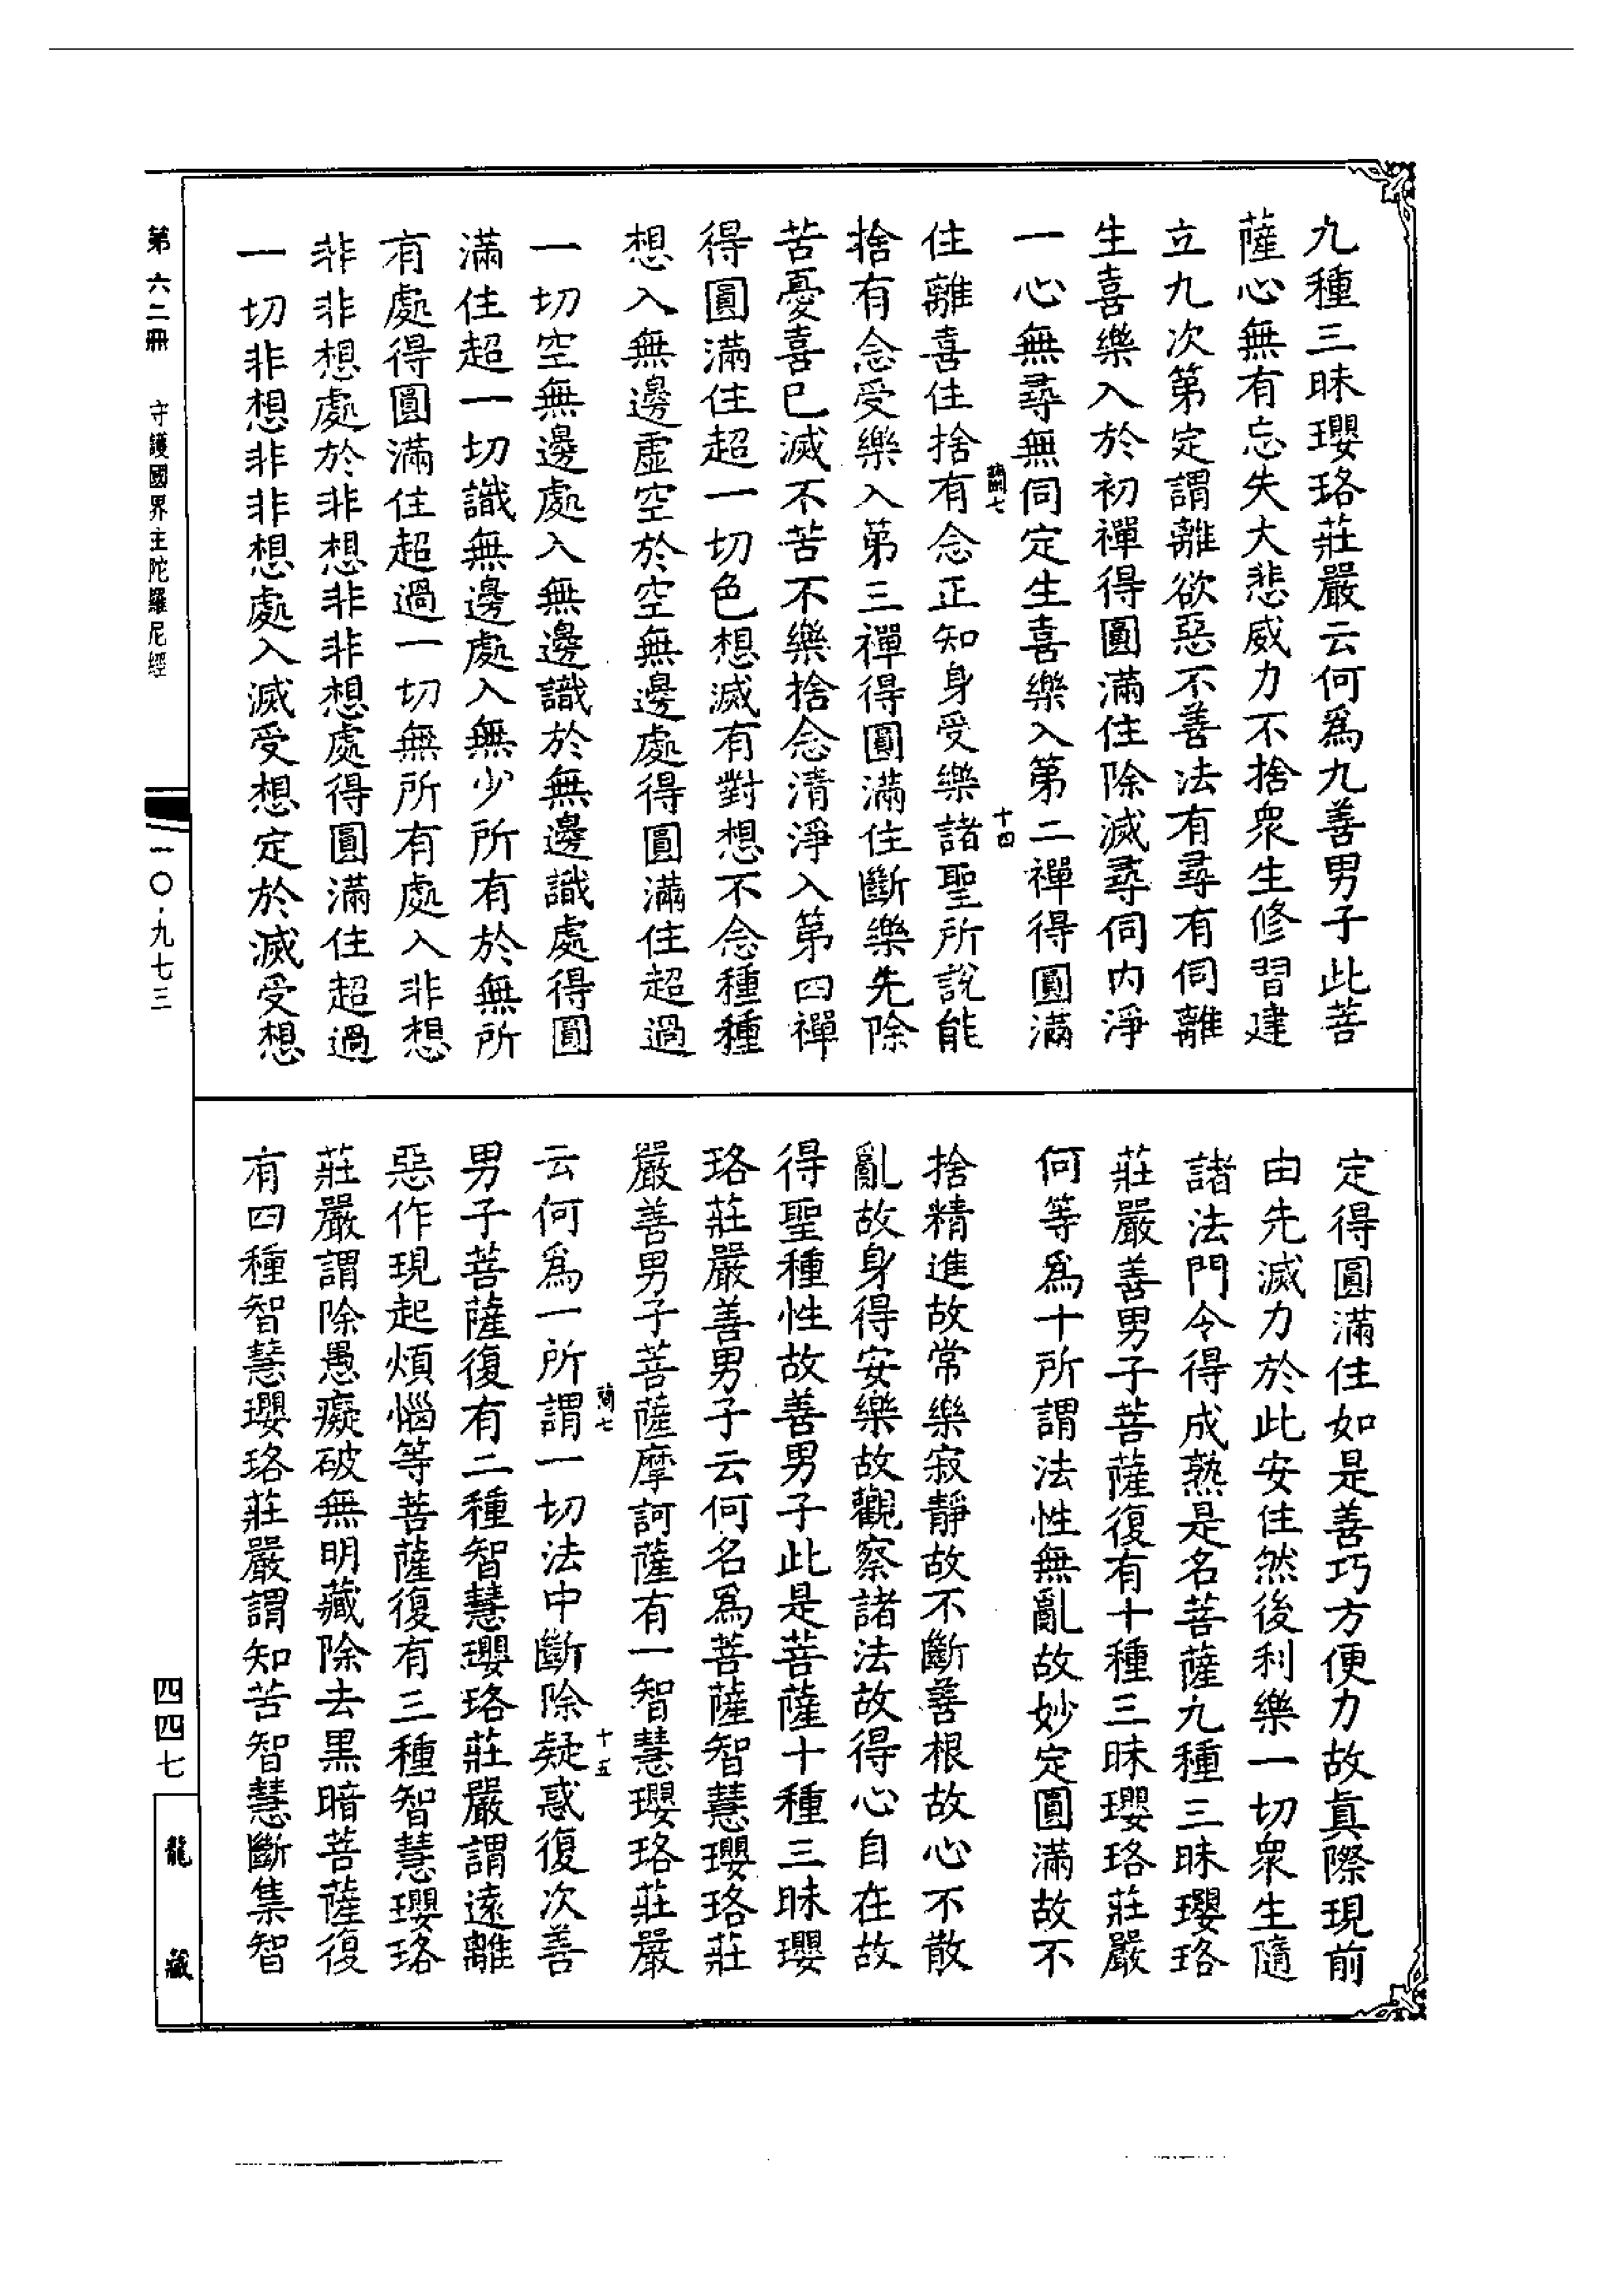 九種三昧瓔珞莊嚴云何爲九善男子此菩
薩心無有忘失大悲威力不捨衆生修習建
立九次第定謂離欲惡不善法有尋有伺離
生喜樂入於初禪得圓滿住除滅尋伺内淨
一心無尋無伺定生喜樂入第二禪得圓滿
十四
住離喜住捨有念正知身受樂諸聖所說能
捨有念受樂入第三禪得圓滿住斷樂先除
苦憂喜已滅不苦不樂捨念清淨入第四禪
得圓滿住超一切色想滅有對想不念種種
想入無邊虛空於空無邊處得圓滿住超過
一切空無邊處入無邊識於無邊識處得圓
滿住超一切識無邊處入無少所有於無所
有處得圓滿住超過一切無所有處入非想
非非想處於非想非非想處得圓滿住超過
一切非想非非想處入滅受想定於滅受想
定得圓滿住如是善巧方便力故眞際現前
由先滅力於此安住然後利樂一切衆生隨
諸法門令得成熟是名菩薩九種三昧瓔珞
莊嚴善男子菩薩復有十種三昧瓔珞莊嚴
何等爲十所謂法性無亂故妙定圓滿故不
捨精進故常樂寂靜故不斷善根故心不散
亂故身得安樂故觀察諸法故得心自在故
得聖種性故善男子此是菩薩十種三昧瓔
珞莊嚴善男子云何名爲菩薩智慧瓔珞莊
嚴善男子菩薩摩訶薩有一智慧瓔珞莊嚴
簡七
十五
云何爲一所謂一切法中斷除疑惑復次善
男子菩薩復有二種智慧瓔珞莊嚴謂遠離
惡作現起煩惱等菩薩復有三種智慧瓔珞
莊嚴謂除愚癡破無明藏除去黑暗菩薩復
有四種智慧瓔珞莊嚴謂知苦智慧斷集智
第六二冊
守護國界主陀羅尼經
一〇·九七三
四四七
龍藏